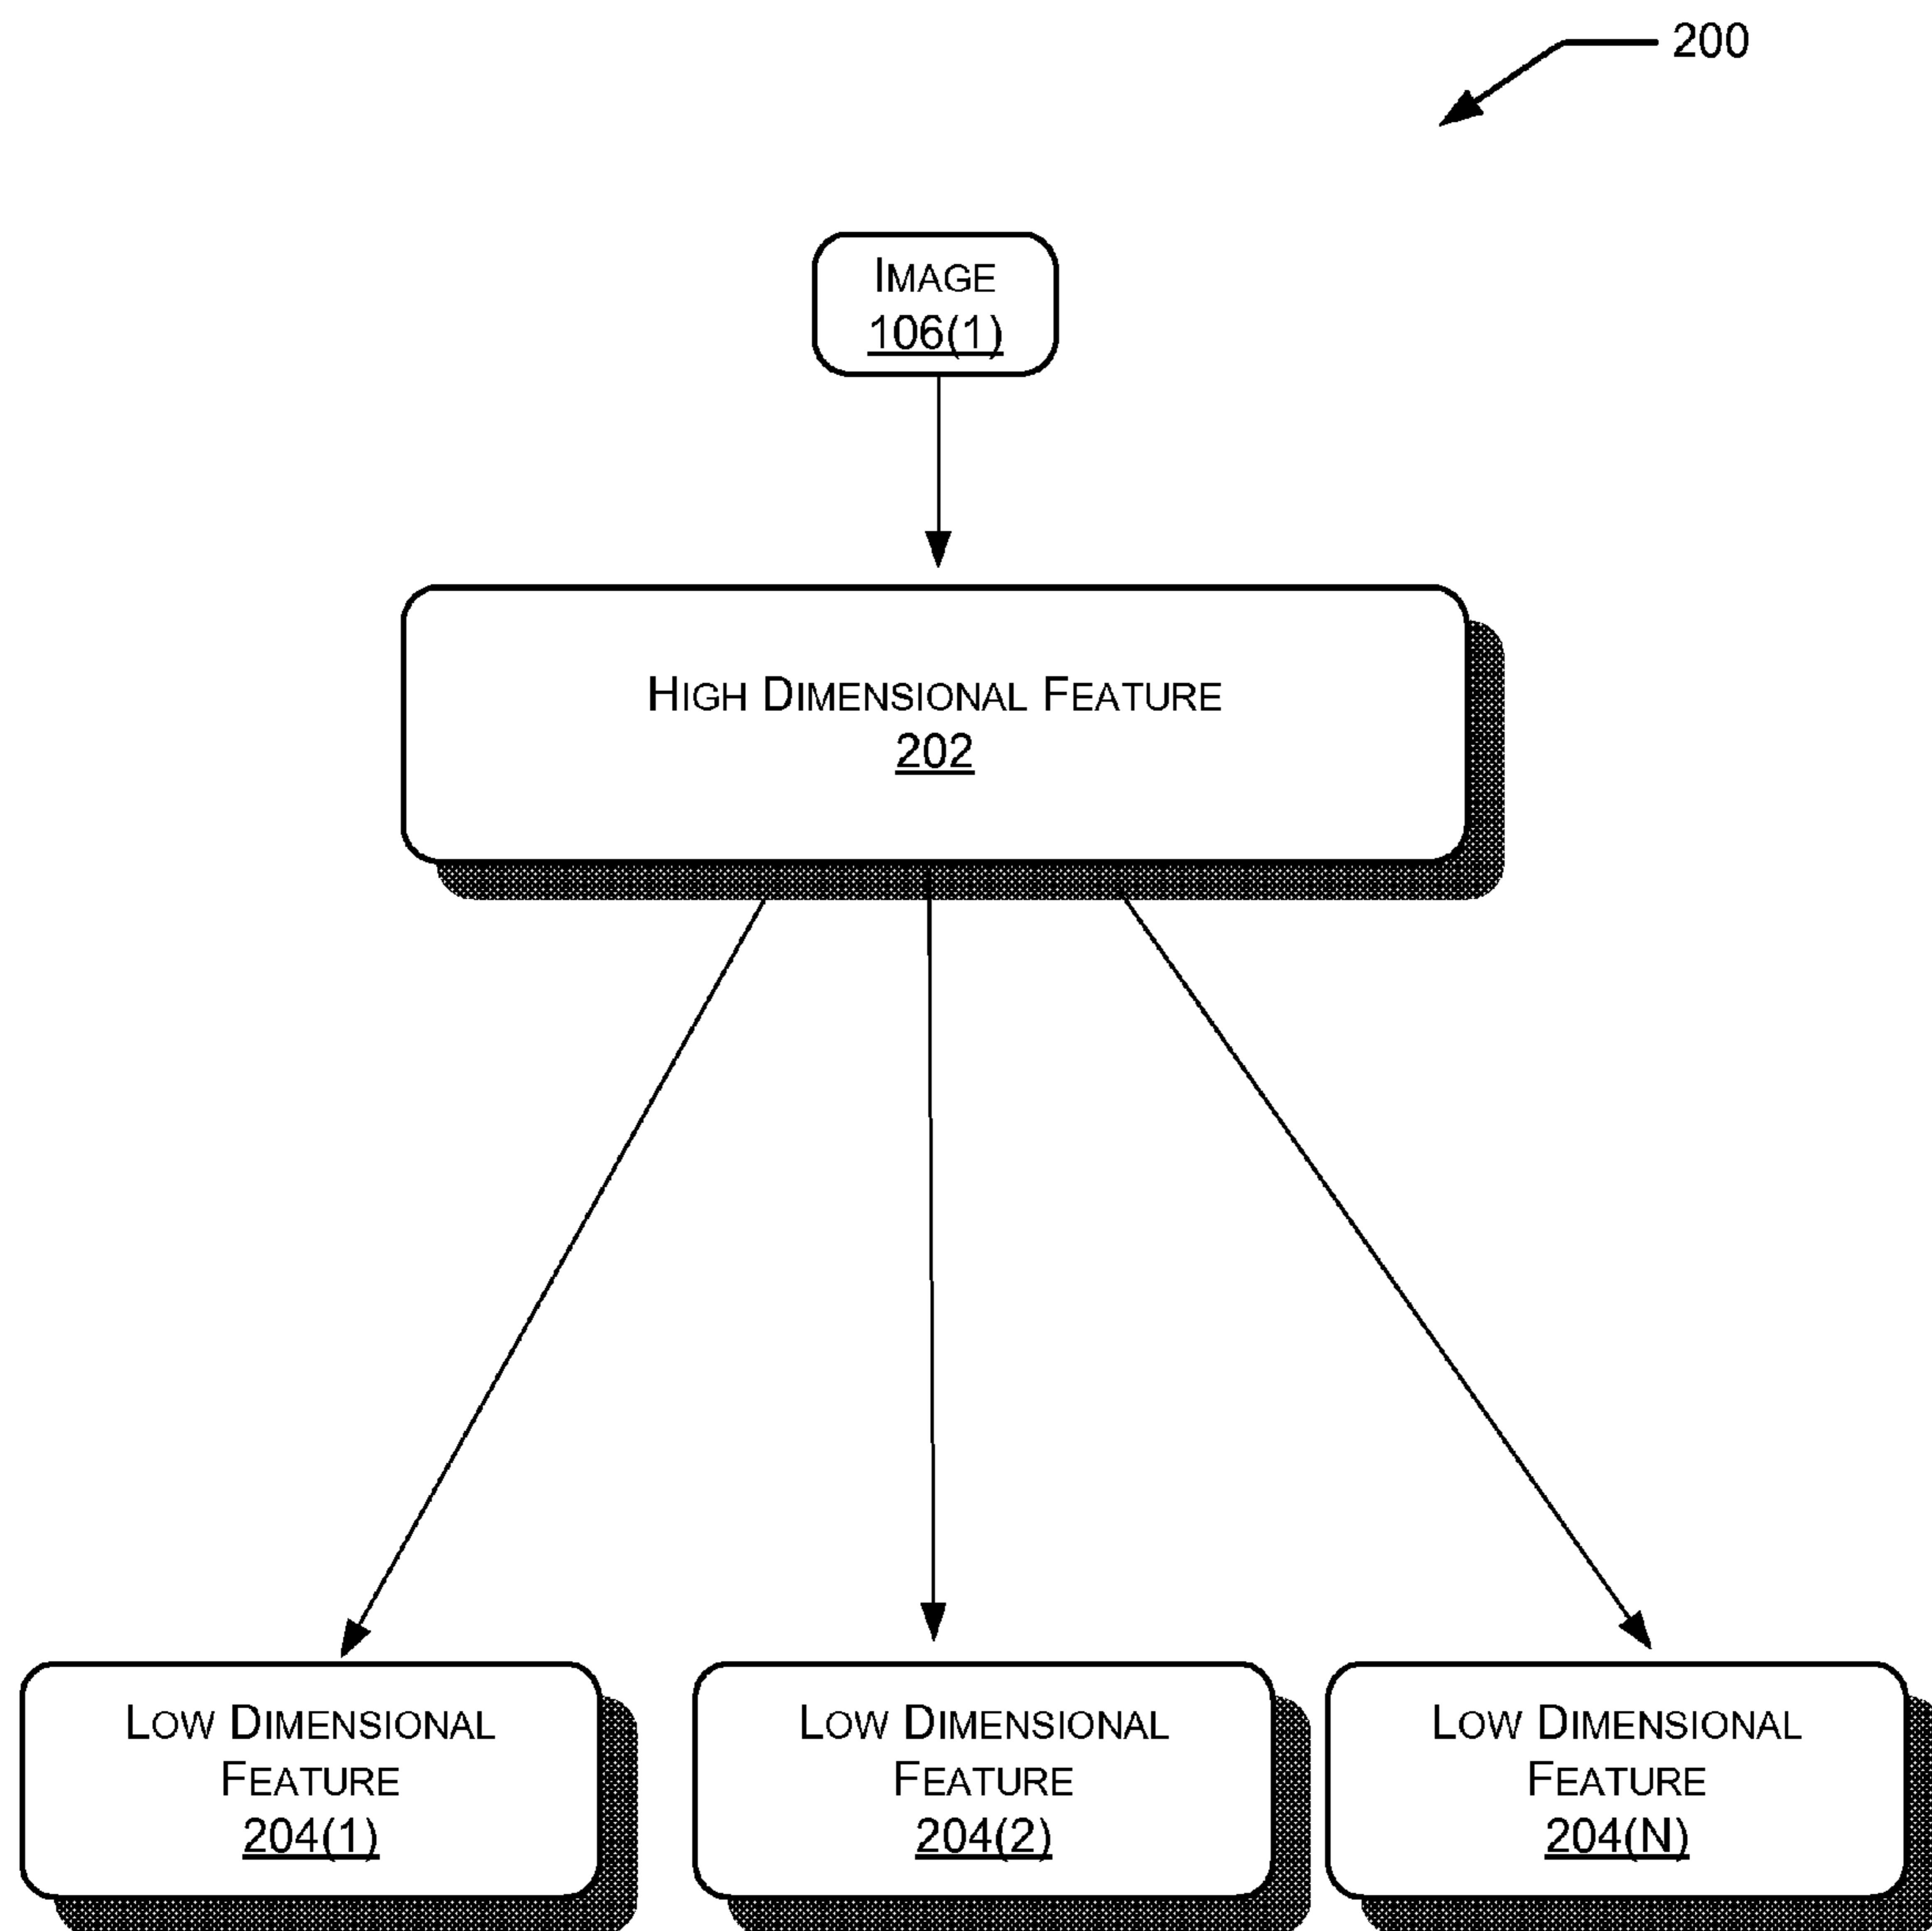 200
IMAGE
106(1)
HIGH DIMENSIONAL FEATURE
202
LOW DIMENSIONAL
FEATURE
204(1)
LOW DIMENSIONAL
FEATURE
204(2)
LOW DIMENSIONAL
FEATURE
204(N)